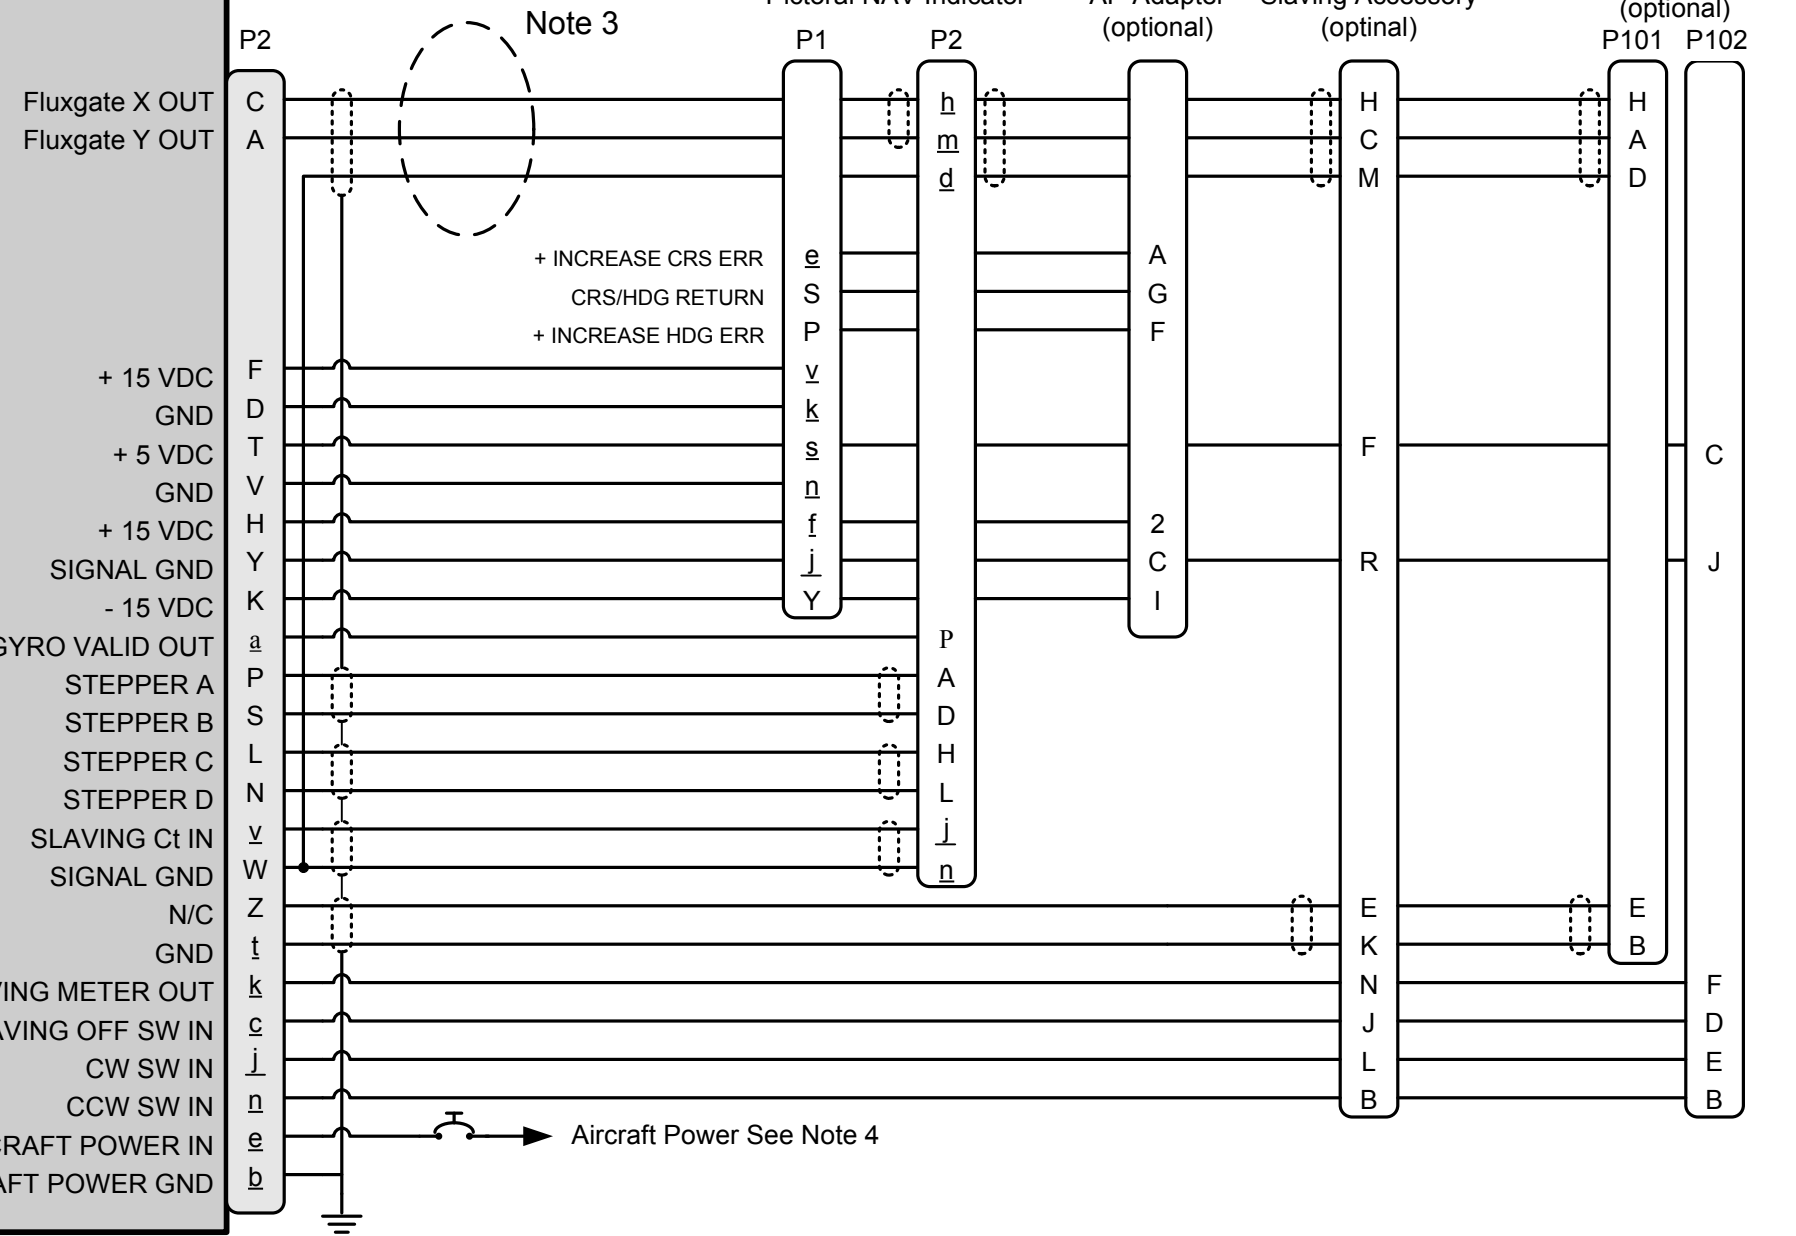 Pictoral NAV Indicator AP Adapter Slaving Accessory
Note 3 (optional) (optinal) (optional)
P2 P1 P2 P101 P102
Fluxgate X OUT C h H H
Fluxgate Y OUT A m C A
d M D
+ INCREASE CRS ERR e A
CRS/HDG RETURN S G
+ INCREASE HDG ERR P F
+ 15 VDC F v
GND D k
+ 5 VDC T s F C
GND V n
+ 15 VDC H f 2
SIGNAL GND Y j C R J
- 15 VDC K Y I
GYRO VALID OUT a P
STEPPER A P A
STEPPER B S D
STEPPER C L H
STEPPER D N L
SLAVING Ct IN v j
SIGNAL GND W n
N/C Z E E
GND t K B
VING METER OUT k N F
AVING OFF SW IN c J D
CW SW IN j L E
CCW SW IN n B B
CRAFT POWER IN e Aircraft Power See Note 4
AFT POWER GND b